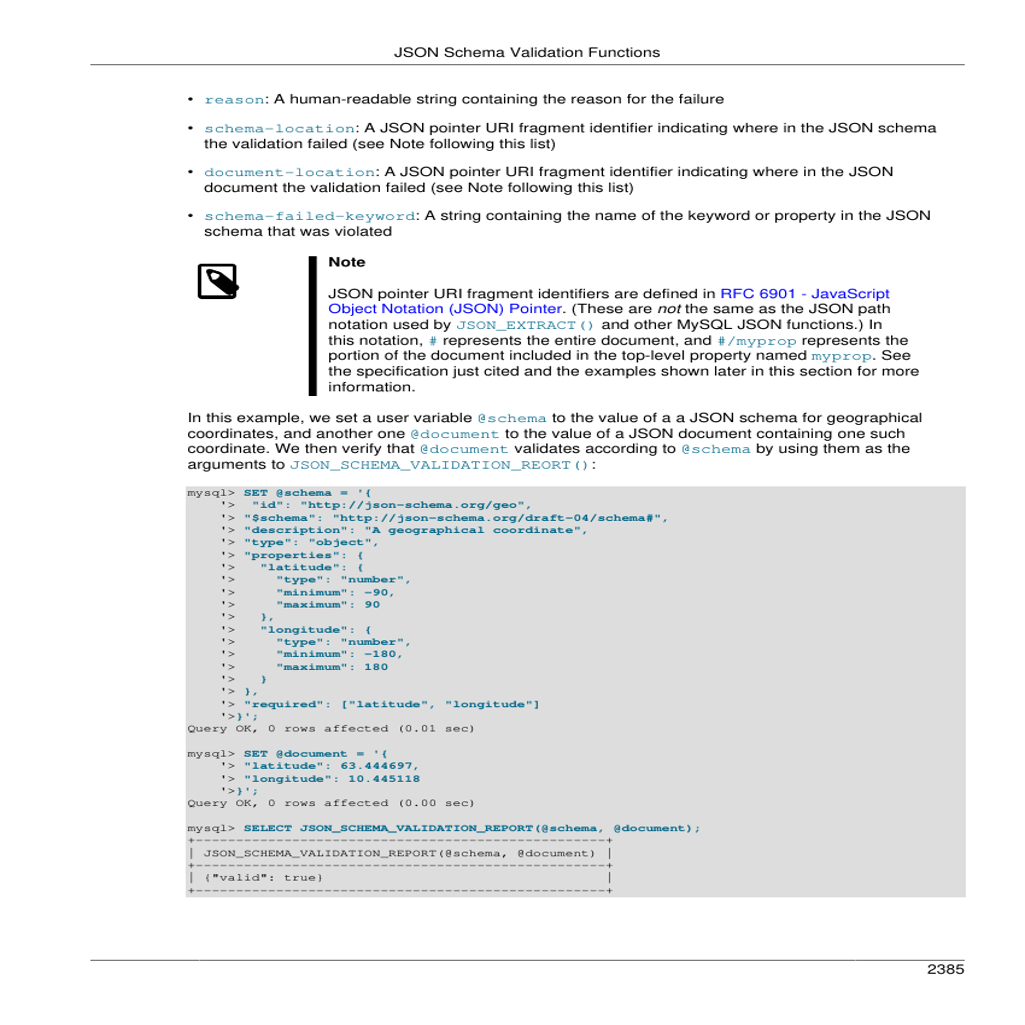 JSON Schema Validation Functions
• reason: A human-readable string containing the reason for the failure
• schema-location: A JSON pointer URI fragment identifier indicating where in the JSON schema
the validation failed (see Note following this list)
• document-location: A JSON pointer URI fragment identifier indicating where in the JSON
document the validation failed (see Note following this list)
• schema-failed-keyword: A string containing the name of the keyword or property in the JSON
schema that was violated
Note
JSON pointer URI fragment identifiers are defined in RFC 6901 - JavaScript
Object Notation (JSON) Pointer. (These are not the same as the JSON path
notation used by JSON_EXTRACT() and other MySQL JSON functions.) In
this notation, # represents the entire document, and #/myprop represents the
portion of the document included in the top-level property named myprop. See
the specification just cited and the examples shown later in this section for more
information.
In this example, we set a user variable @schema to the value of a a JSON schema for geographical
coordinates, and another one @document to the value of a JSON document containing one such
coordinate. We then verify that @document validates according to @schema by using them as the
arguments to JSON_SCHEMA_VALIDATION_REORT():
mysql> SET @schema = '{
    '>  "id": "http://json-schema.org/geo",
    '> "$schema": "http://json-schema.org/draft-04/schema#",
    '> "description": "A geographical coordinate",
    '> "type": "object",
    '> "properties": {
    '>   "latitude": {
    '>     "type": "number",
    '>     "minimum": -90,
    '>     "maximum": 90
    '>   },
    '>   "longitude": {
    '>     "type": "number",
    '>     "minimum": -180,
    '>     "maximum": 180
    '>   }
    '> },
    '> "required": ["latitude", "longitude"]
    '>}';
Query OK, 0 rows affected (0.01 sec)
mysql> SET @document = '{
    '> "latitude": 63.444697,
    '> "longitude": 10.445118
    '>}';
Query OK, 0 rows affected (0.00 sec)
mysql> SELECT JSON_SCHEMA_VALIDATION_REPORT(@schema, @document);
+---------------------------------------------------+
| JSON_SCHEMA_VALIDATION_REPORT(@schema, @document) |
+---------------------------------------------------+
| {"valid": true}                                   |
+---------------------------------------------------+
2385